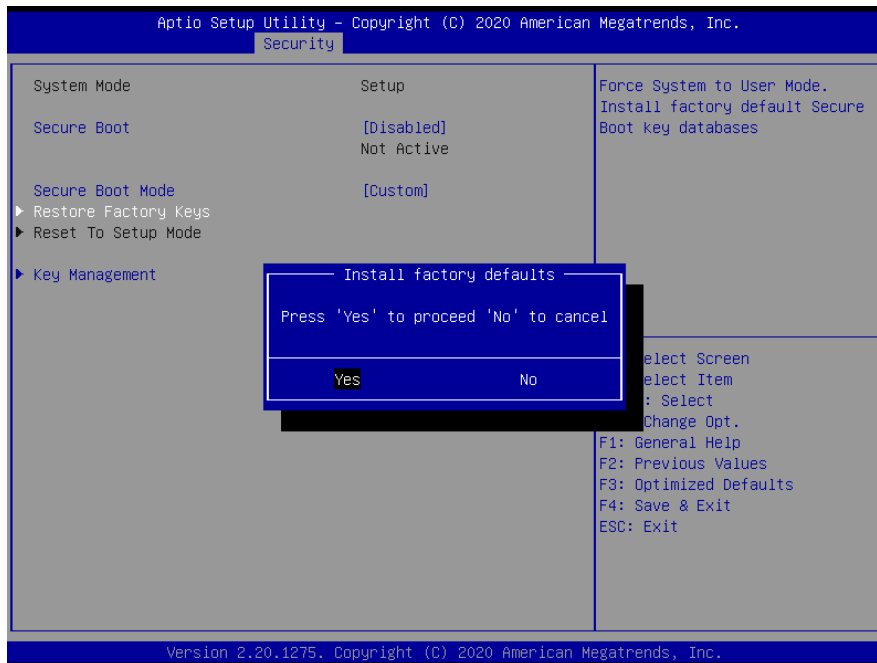 Aptio Setup Utility – Copyright (C) 2020 American Megatrends, Inc.
Security
System Mode Setup
Secure Boot [Disabled]
Not Active
Secure Boot Mode [Custom]
Restore Factory Keys
Reset To Setup Mode
Key Management
Force System to User Mode.
Install factory default Secure
Boot key databases
Install factory defaults
Press 'Yes' to proceed 'No' to cancel
Yes No
elect Screen
elect Item
: Select
Change Opt.
F1: General Help
F2: Previous Values
F3: Optimized Defaults
F4: Save & Exit
ESC: Exit
Version 2.20.1275. Copyright (C) 2020 American Megatrends, Inc.